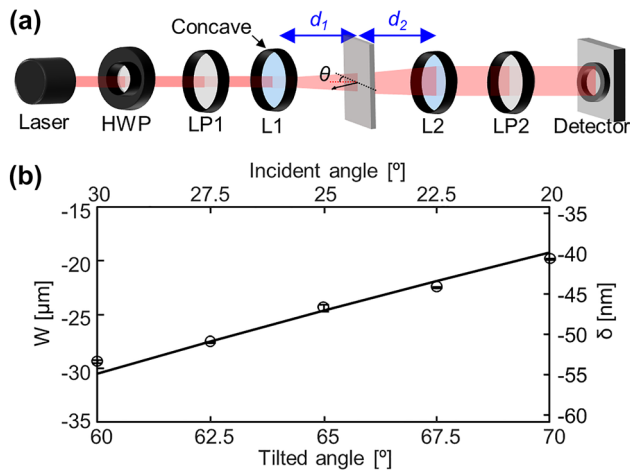 (a)
Concave
d1
d2
θ
Laser
HWP
LP1
L1
L2
LP2
Detector
(b)
Incident angle [º]
30 27.5 25 22.5 20
-15
-20
-25
-30
-35
W [μm]
-35
-40
-45
-50
-55
-60
δ [nm]
60 62.5 65 67.5 70
Tilted angle [º]